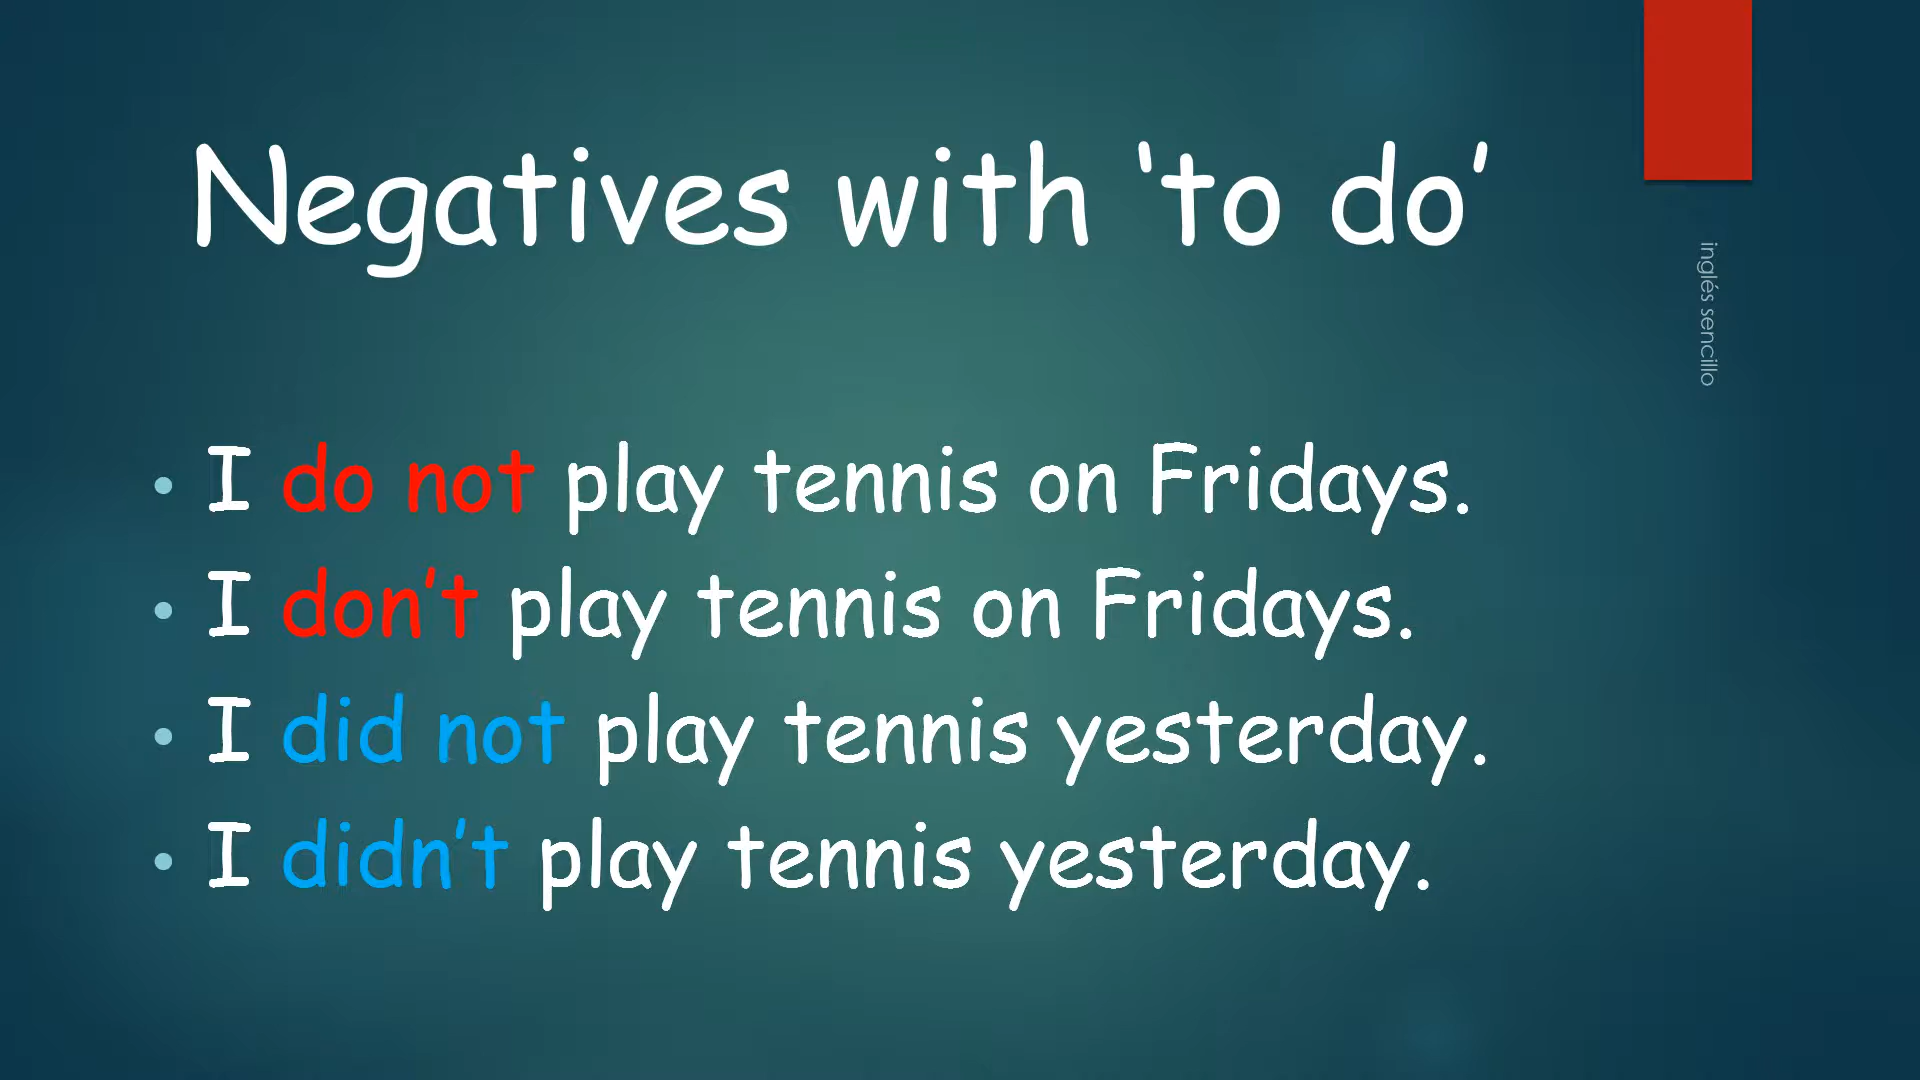 Negatives with ‘to do’
inglés sencillo
• I do not play tennis on Fridays.
• I don’t play tennis on Fridays.
• I did not play tennis yesterday.
• I didn’t play tennis yesterday.